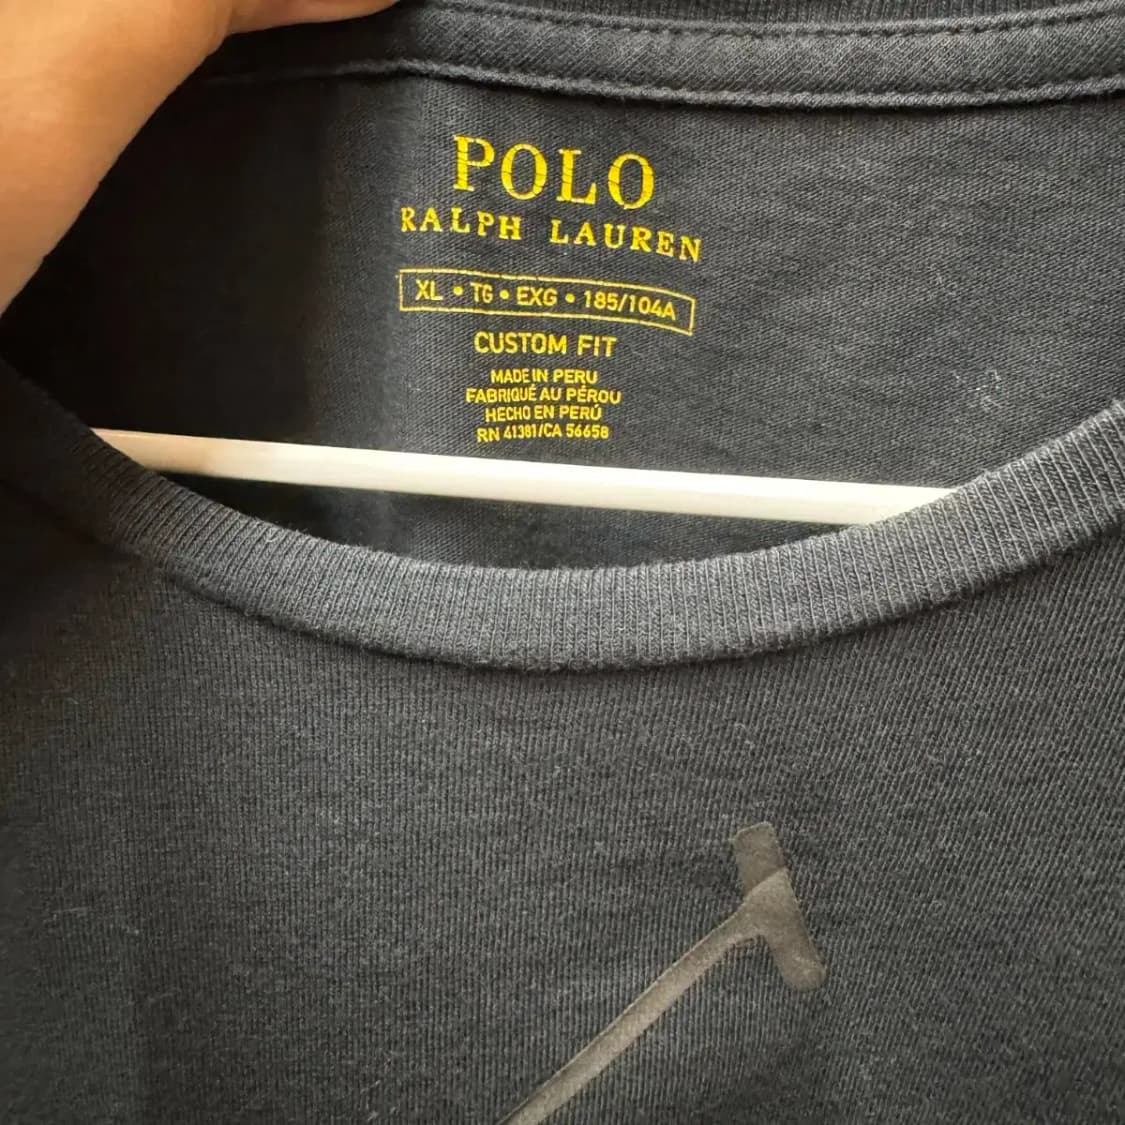 POLO
RALPH LAUREN
XL • TG • EXG • 185/104A
CUSTOM FIT
MADE IN PERU
FABRIQUÉ AU PÉROU
HECHO EN PERÚ
RN 41381/CA 56658